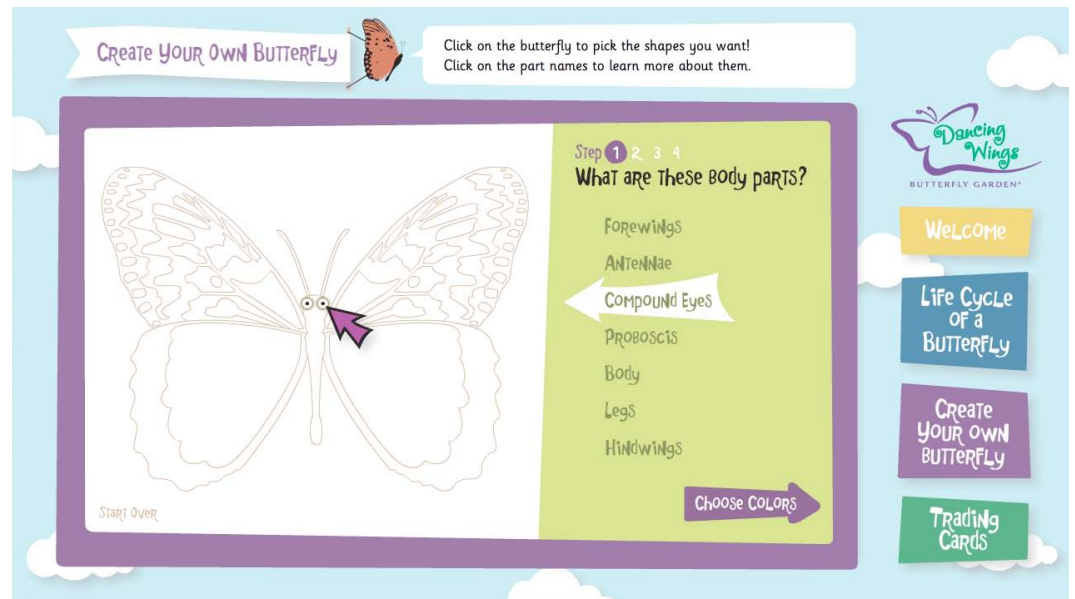 Create Your Own Butterfly
Click on the butterfly to pick the shapes you want!
Click on the part names to learn more about them.
Step 1 2 3 4
What are these body parts?
Forewings
Antennae
Compound Eyes
Proboscis
Body
Legs
Hindwings
Choose Colors
Start Over
Dancing
Wings
BUTTERFLY GARDEN®
Welcome
Life Cycle
of a
Butterfly
Create
Your Own
Butterfly
Trading
Cards